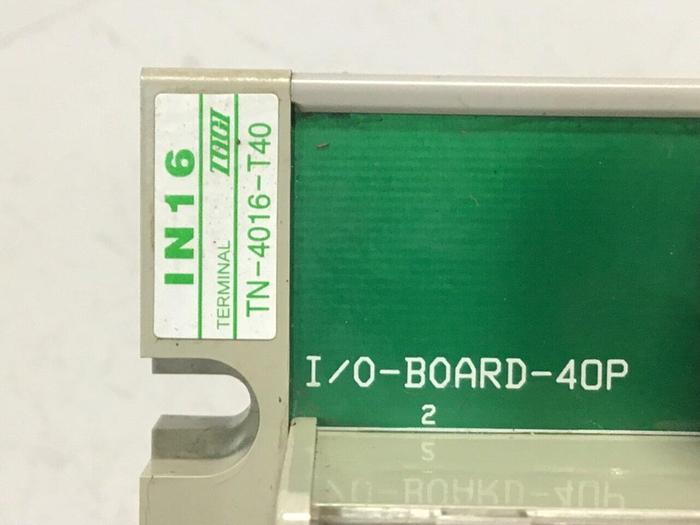 IN16
TERMINAL TOGI
TN-4016-T40
I/O-BOARD-40P
2